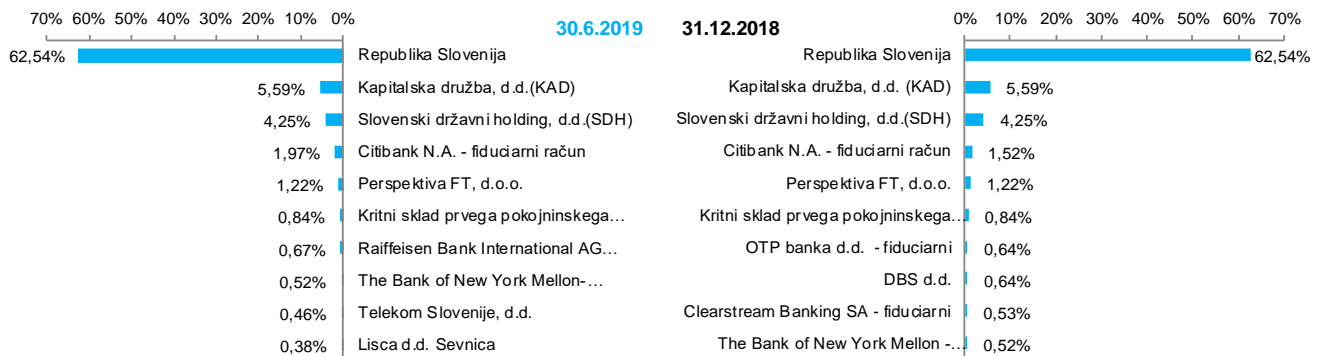 70% 60% 50% 40% 30% 20% 10% 0%
30.6.2019
62,54% Republika Slovenija
5,59% Kapitalska družba, d.d.(KAD)
4,25% Slovenski državni holding, d.d.(SDH)
1,97% Citibank N.A. - fiduciarni račun
1,22% Perspektiva FT, d.o.o.
0,84% Kritni sklad prvega pokojninskega...
0,67% Raiffeisen Bank International AG...
0,52% The Bank of New York Mellon-...
0,46% Telekom Slovenije, d.d.
0,38% Lisca d.d. Sevnica
31.12.2018
0% 10% 20% 30% 40% 50% 60% 70%
Republika Slovenija 62,54%
Kapitalska družba, d.d. (KAD) 5,59%
Slovenski državni holding, d.d.(SDH) 4,25%
Citibank N.A. - fiduciarni račun 1,52%
Perspektiva FT, d.o.o. 1,22%
Kritni sklad prvega pokojninskega... 0,84%
OTP banka d.d. - fiduciarni 0,64%
DBS d.d. 0,64%
Clearstream Banking SA - fiduciarni 0,53%
The Bank of New York Mellon -... 0,52%